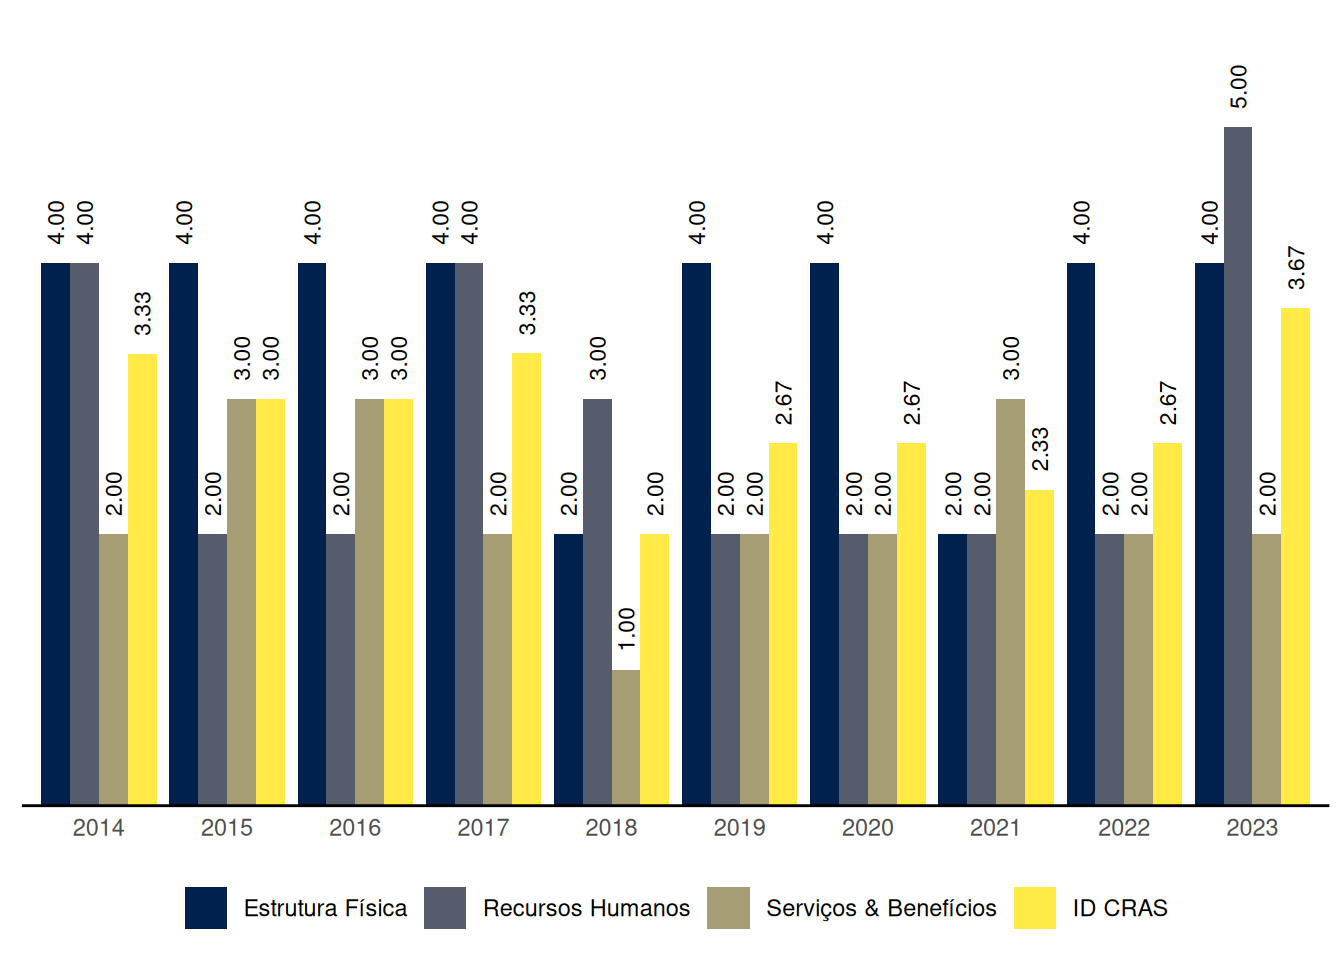 5.00
4.00 4.00 4.00 4.00 4.00 4.00 4.00 4.00 4.00 4.00
3.67
3.33 3.33
3.00 3.00 3.00 3.00 3.00 3.00
2.67 2.67 2.67
2.33
2.00 2.00 2.00 2.00 2.00 2.00 2.00 2.00 2.00 2.00 2.00 2.00 2.00 2.00 2.00
1.00
2014 2015 2016 2017 2018 2019 2020 2021 2022 2023
Estrutura Física Recursos Humanos Serviços & Benefícios ID CRAS